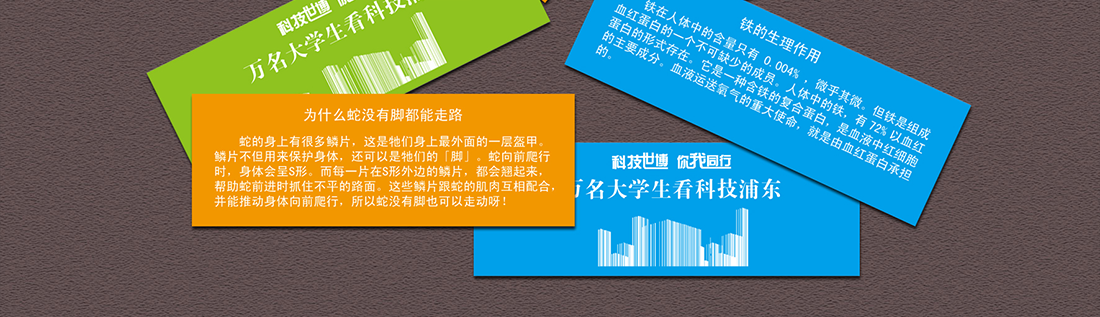 科技世博
万名大学生看科技浦东
铁的生理作用
铁在人体中的含量只有 0.004%，微乎其微。但铁是组成
血红蛋白的一个不可缺少的成员。人体中的铁，有 72% 以血红
蛋白的形式存在。它是一种含铁的复合蛋白，是血液中红细胞
的主要成分。血液运送氧气的重大使命，就是由血红蛋白承担
的。
为什么蛇没有脚都能走路
蛇的身上有很多鳞片，这是牠们身上最外面的一层盔甲。
鳞片不但用来保护身体，还可以是牠们的「脚」。蛇向前爬行
时，身体会呈S形。而每一片在S形外边的鳞片，都会翘起来，
帮助蛇前进时抓住不平的路面。这些鳞片跟蛇的肌肉互相配合，
并能推动身体向前爬行，所以蛇没有脚也可以走动呀！
科技世博 你我同行
万名大学生看科技浦东